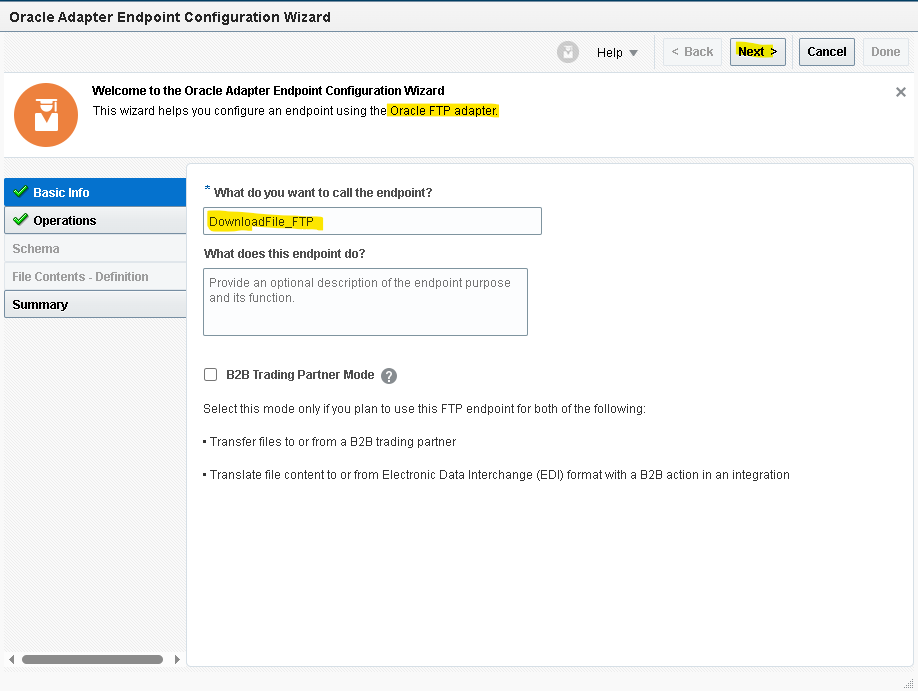 Oracle Adapter Endpoint Configuration Wizard
Help
< Back
Next >
Cancel
Done
Welcome to the Oracle Adapter Endpoint Configuration Wizard
This wizard helps you configure an endpoint using the Oracle FTP adapter.
Basic Info
Operations
Schema
File Contents - Definition
Summary
* What do you want to call the endpoint?
DownloadFile_FTP
What does this endpoint do?
Provide an optional description of the endpoint purpose
and its function.
B2B Trading Partner Mode ?
Select this mode only if you plan to use this FTP endpoint for both of the following:
• Transfer files to or from a B2B trading partner
• Translate file content to or from Electronic Data Interchange (EDI) format with a B2B action in an integration